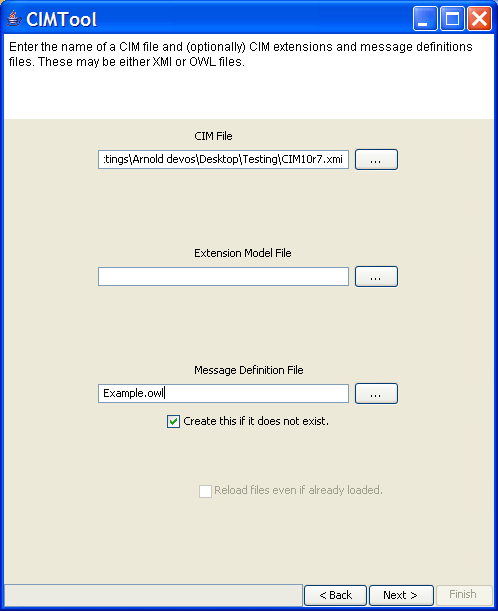 CIMTool
Enter the name of a CIM file and (optionally) CIM extensions and message definitions
files. These may be either XMI or OWL files.
CIM File
:tings\Arnold devos\Desktop\Testing\CIM10r7.xmi
...
Extension Model File
...
Message Definition File
Example.owl
...
Create this if it does not exist.
Reload files even if already loaded.
< Back
Next >
Finish